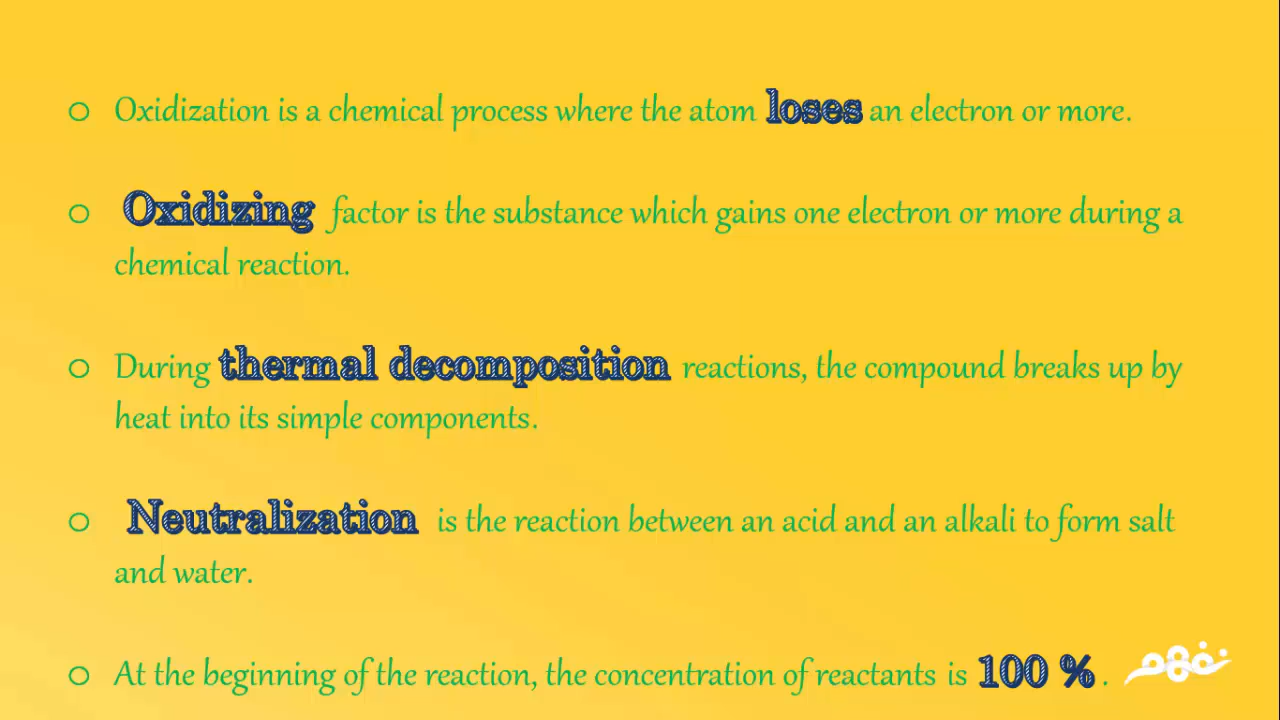 o Oxidization is a chemical process where the atom loses an electron or more.
o Oxidizing factor is the substance which gains one electron or more during a
chemical reaction.
o During thermal decomposition reactions, the compound breaks up by
heat into its simple components.
o Neutralization is the reaction between an acid and an alkali to form salt
and water.
o At the beginning of the reaction, the concentration of reactants is 100 % .
نفهم